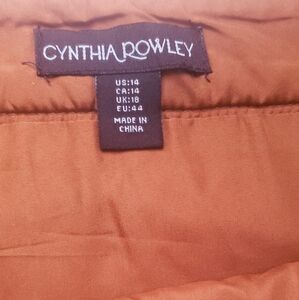 CYNTHIA ROWLEY
US:14
CA:14
UK:18
EU:44
MADE IN
CHINA